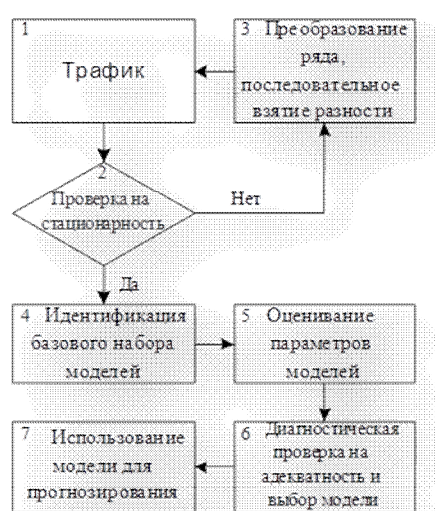 1
Трафик
3 Преобразование
ряда,
последовательное
взятие разности
2
Проверка на
стационарность
Нет
Да
4 Идентификация
базового набора
моделей
5 Оценивание
параметров
моделей
6 Диагностическая
проверка на
адекватность и
выбор модели
7 Использование
модели для
прогнозирования